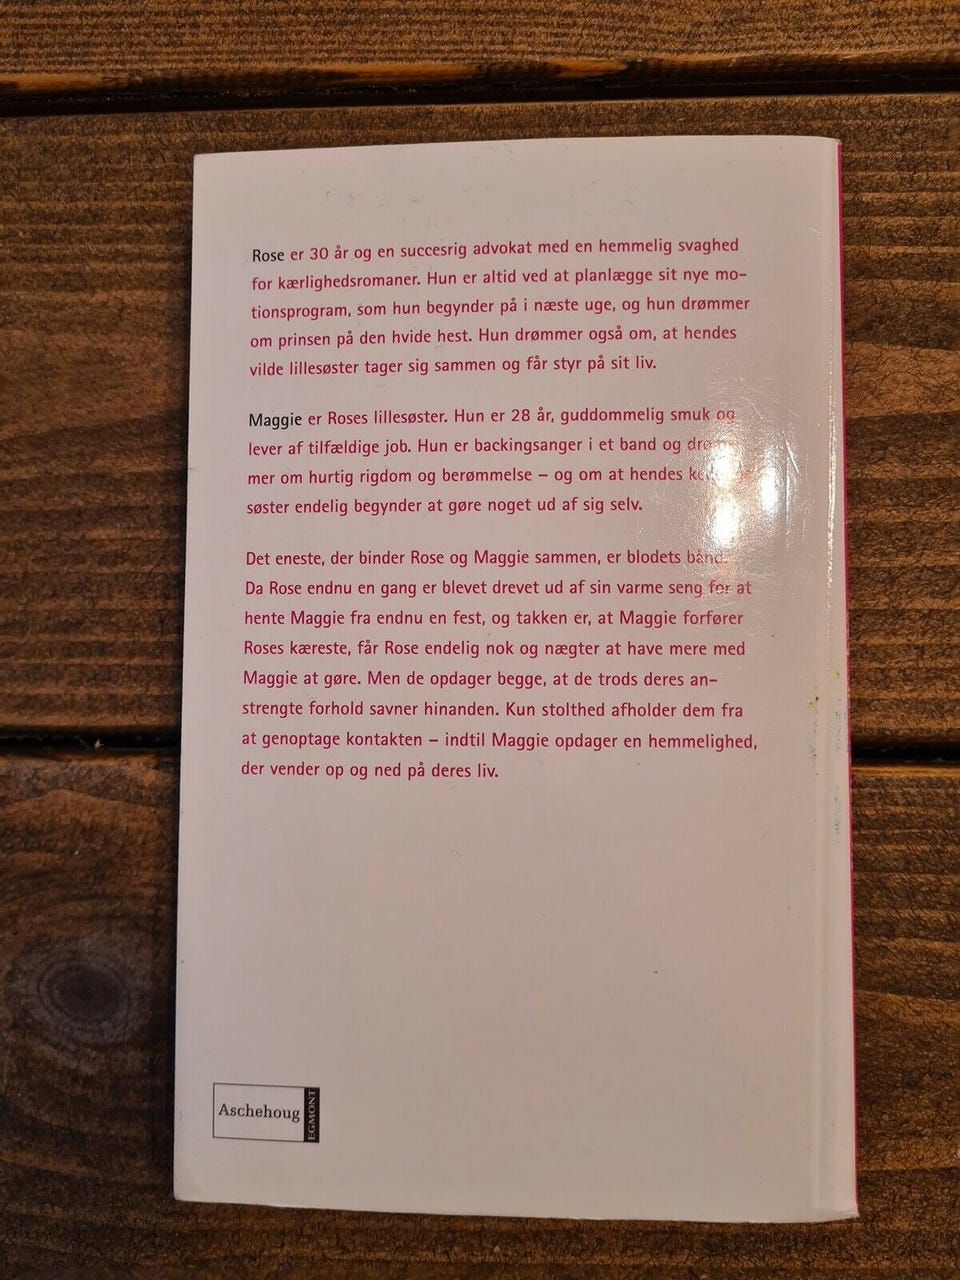 Rose er 30 år og en succesrig advokat med en hemmelig svaghed
for kærlighedsromaner. Hun er altid ved at planlægge sit nye mo-
tionsprogram, som hun begynder på i næste uge, og hun drømmer
om prinsen på den hvide hest. Hun drømmer også om, at hendes
vilde lillesøster tager sig sammen og får styr på sit liv.
Maggie er Roses lillesøster. Hun er 28 år, guddommelig smuk og
lever af tilfældige job. Hun er backingsanger i et band og drøm-
mer om hurtig rigdom og berømmelse – og om at hendes
søster endelig begynder at gøre noget ud af sig selv.
Det eneste, der binder Rose og Maggie sammen, er blodets bånd.
Da Rose endnu en gang er blevet drevet ud af sin varme seng for at
hente Maggie fra endnu en fest, og takken er, at Maggie forfører
Roses kæreste, får Rose endelig nok og nægter at have mere med
Maggie at gøre. Men de opdager begge, at de trods deres an-
strengte forhold savner hinanden. Kun stolthed afholder dem fra
at genoptage kontakten – indtil Maggie opdager en hemmelighed,
der vender op og ned på deres liv.
Aschehoug
EGMONT